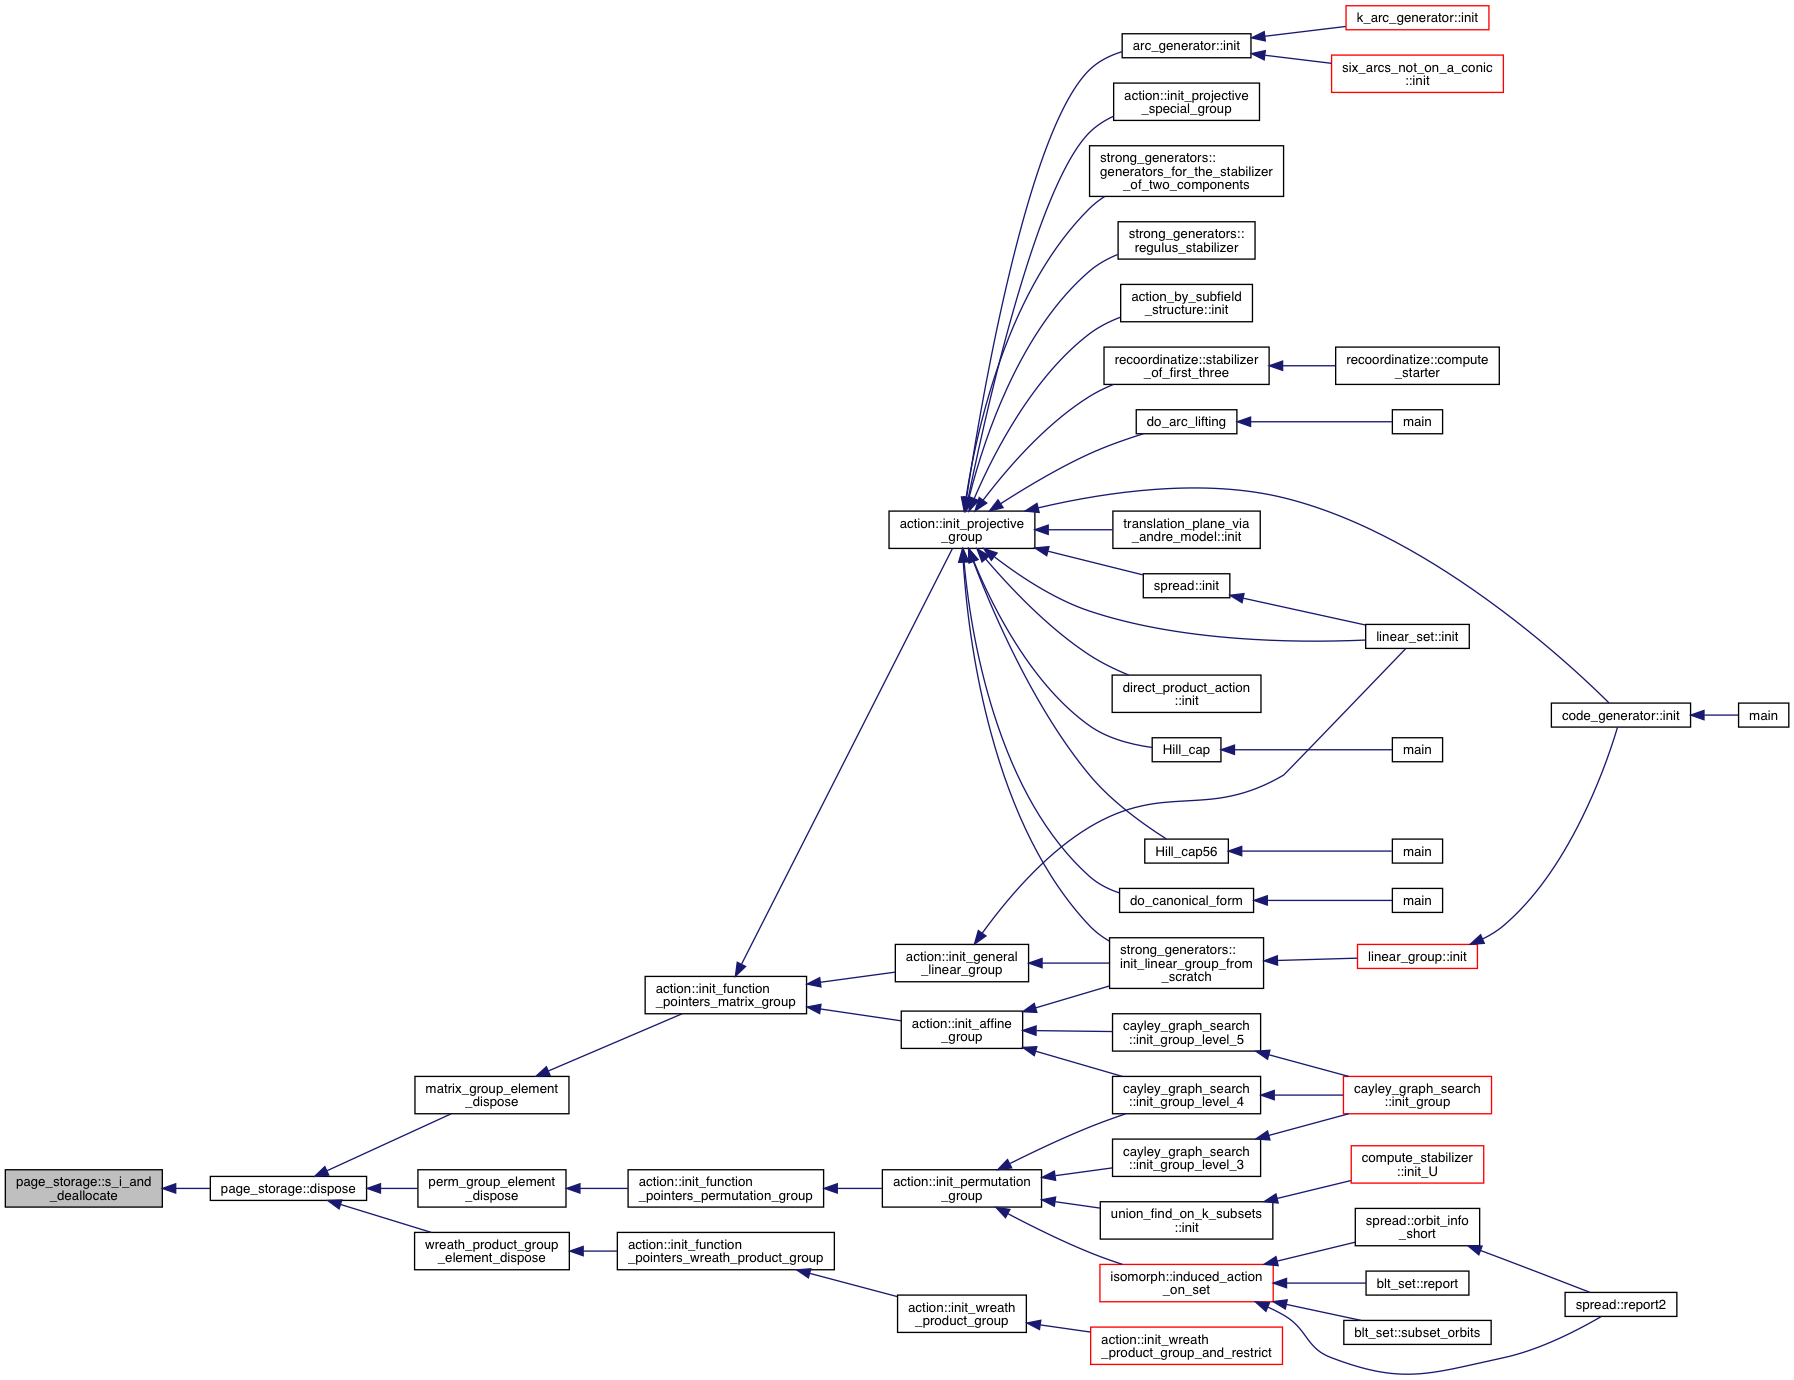 k_arc_generator::init
arc_generator::init
six_arcs_not_on_a_conic
::init
action::init_projective
_special_group
strong_generators::
generators_for_the_stabilizer
_of_two_components
strong_generators::
regulus_stabilizer
action_by_subfield
_structure::init
recoordinatize::stabilizer
_of_first_three
recoordinatize::compute
_starter
do_arc_lifting
main
action::init_projective
_group
translation_plane_via
_andre_model::init
spread::init
linear_set::init
direct_product_action
::init
code_generator::init
main
Hill_cap
main
Hill_cap56
main
do_canonical_form
main
action::init_general
_linear_group
strong_generators::
init_linear_group_from
_scratch
linear_group::init
action::init_function
_pointers_matrix_group
action::init_affine
_group
cayley_graph_search
::init_group_level_5
matrix_group_element
_dispose
cayley_graph_search
::init_group_level_4
cayley_graph_search
::init_group
cayley_graph_search
::init_group_level_3
compute_stabilizer
::init_U
page_storage::s_i_and
_deallocate
page_storage::dispose
perm_group_element
_dispose
action::init_function
_pointers_permutation_group
action::init_permutation
_group
union_find_on_k_subsets
::init
spread::orbit_info
_short
wreath_product_group
_element_dispose
action::init_function
_pointers_wreath_product_group
isomorph::induced_action
_on_set
blt_set::report
spread::report2
action::init_wreath
_product_group
blt_set::subset_orbits
action::init_wreath
_product_group_and_restrict